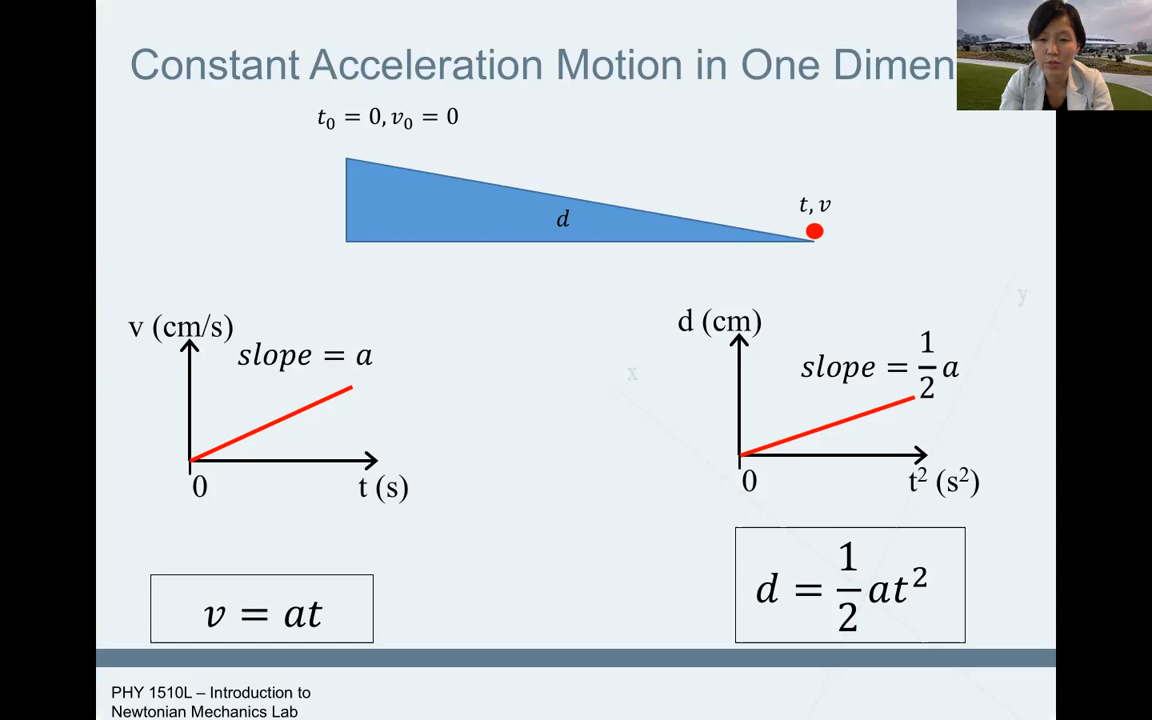 Constant Acceleration Motion in One Dimen
t₀ = 0, v₀ = 0
t, v
d
v (cm/s)
slope = a
0
t (s)
d (cm)
slope = 1/2 a
0
t² (s²)
y
x
v = at
d = 1/2 at²
PHY 1510L – Introduction to
Newtonian Mechanics Lab